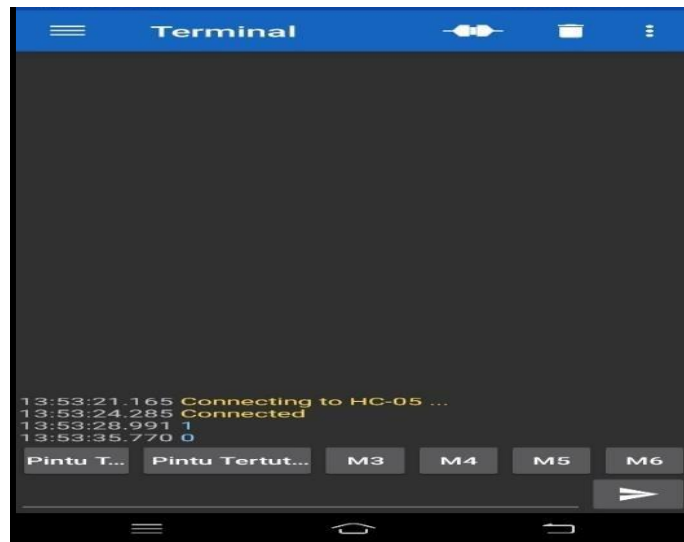 Terminal
13:53:21.165 Connecting to HC-05 ...
13:53:24.285 Connected
13:53:28.991 1
13:53:35.770 0
Pintu T... Pintu Tertut... M3 M4 M5 M6